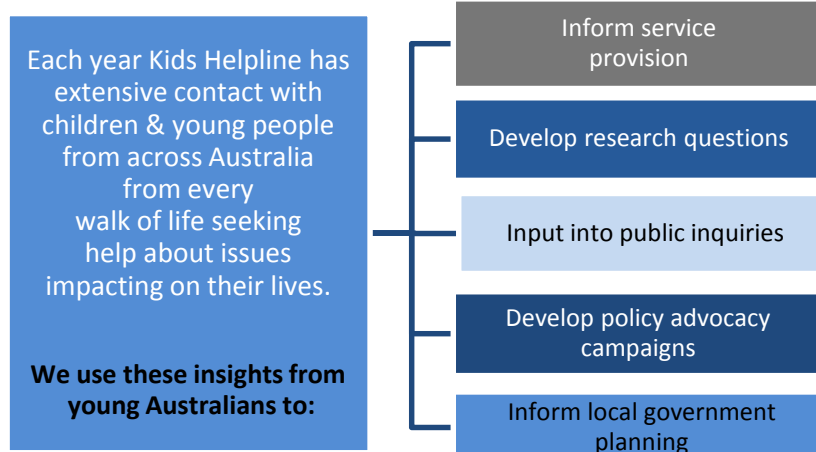 Each year Kids Helpline has
extensive contact with
children & young people
from across Australia
from every
walk of life seeking
help about issues
impacting on their lives.
We use these insights from
young Australians to:
Inform service
provision
Develop research questions
Input into public inquiries
Develop policy advocacy
campaigns
Inform local government
planning